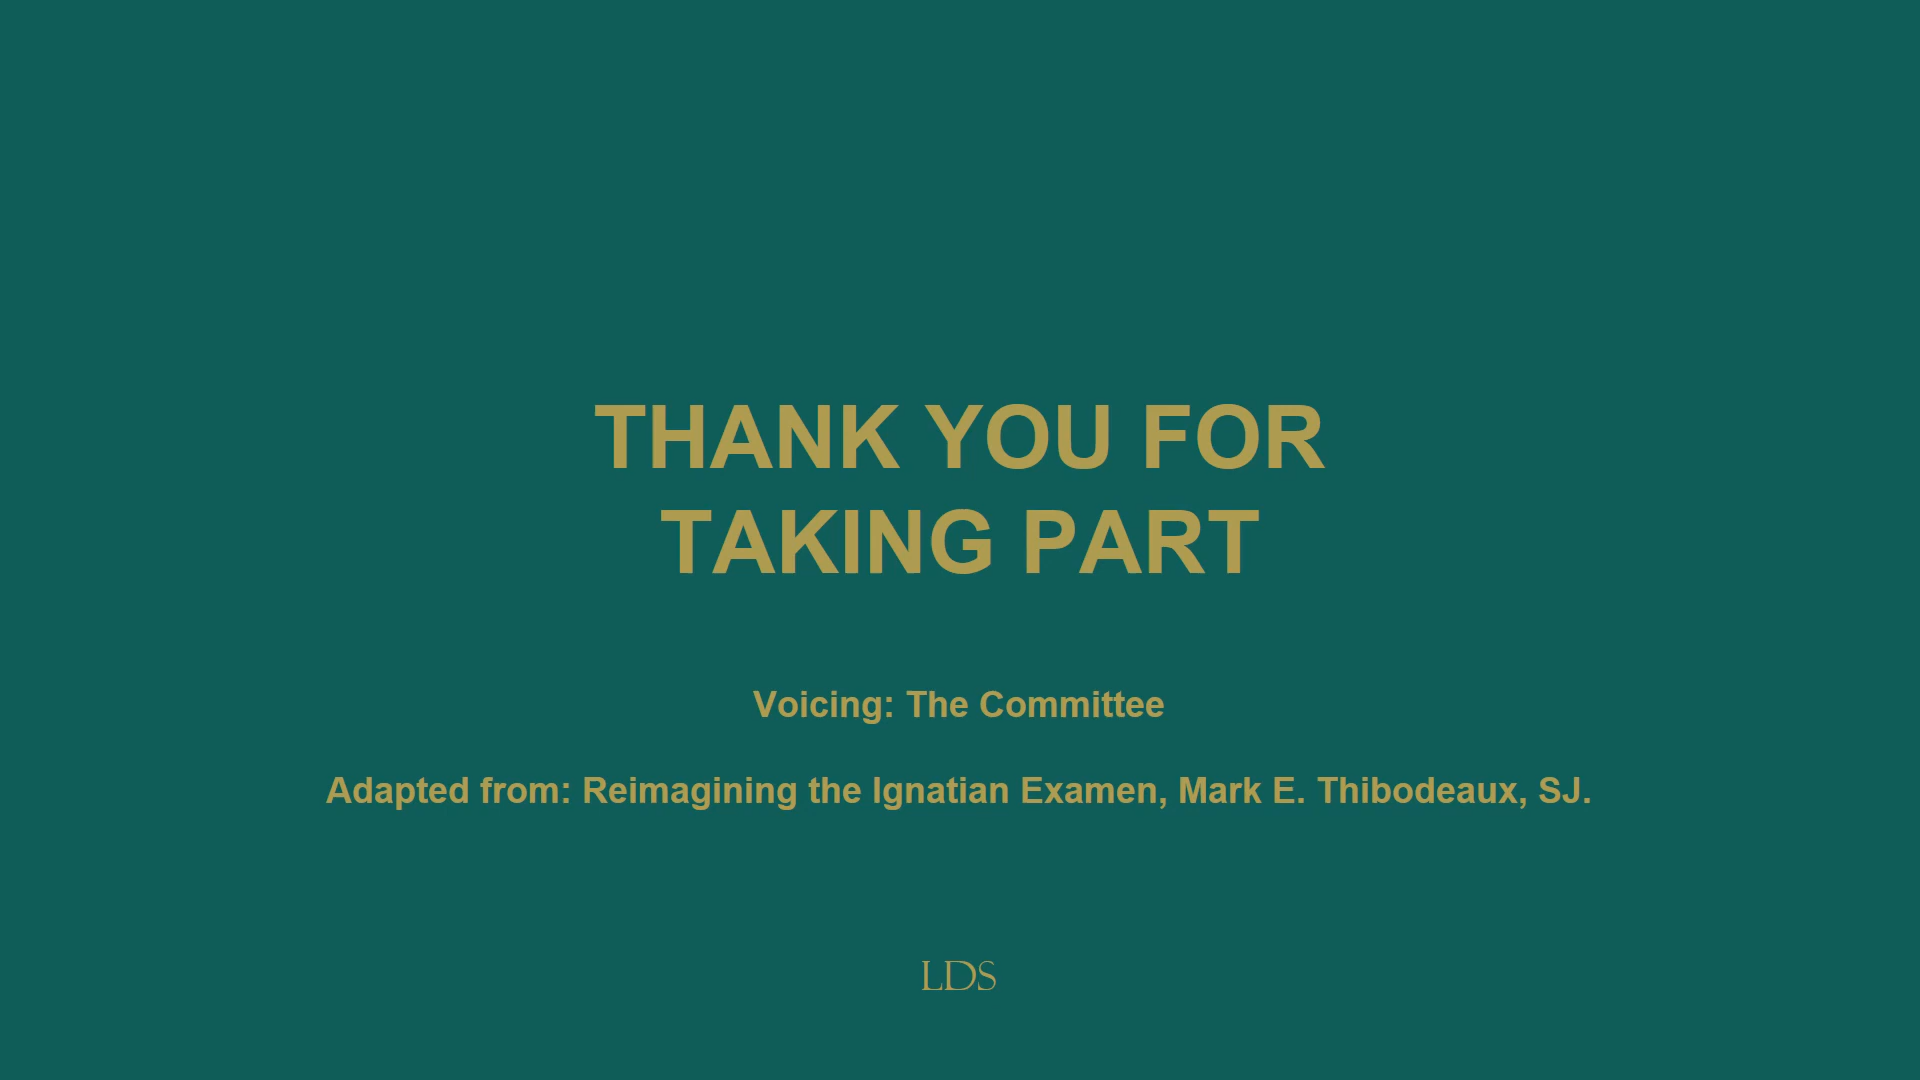 THANK YOU FOR
TAKING PART
Voicing: The Committee
Adapted from: Reimagining the Ignatian Examen, Mark E. Thibodeaux, SJ.
LDS